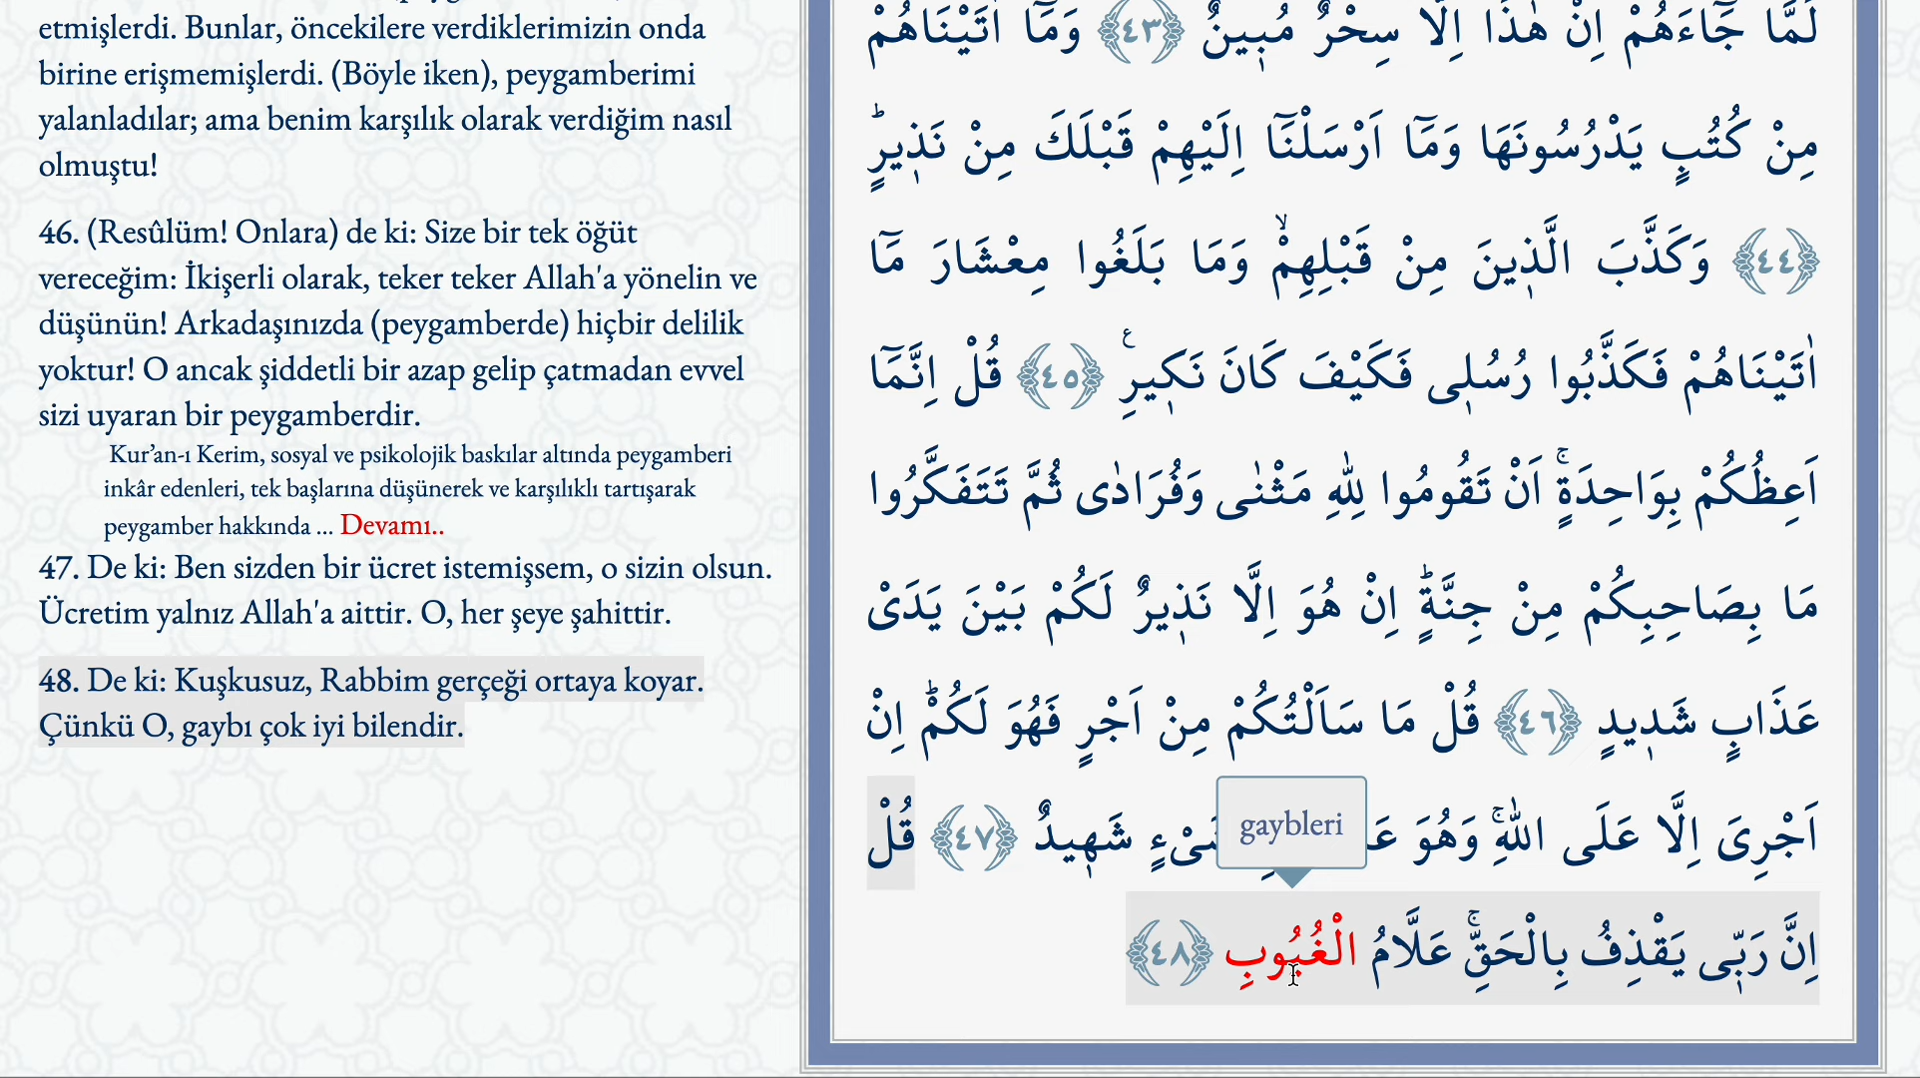 etmişlerdi. Bunlar, öncekilere verdiklerimizin onda
birine erişmemişlerdi. (Böyle iken), peygamberimi
yalanladılar; ama benim karşılık olarak verdiğim nasıl
olmuştu!
46. (Resûlüm! Onlara) de ki: Size bir tek öğüt
vereceğim: İkişerli olarak, teker teker Allah'a yönelin ve
düşünün! Arkadaşınızda (peygamberde) hiçbir delilik
yoktur! O ancak şiddetli bir azap gelip çatmadan evvel
sizi uyaran bir peygamberdir.
Kur’an-ı Kerim, sosyal ve psikolojik baskılar altında peygamberi
inkâr edenleri, tek başlarına düşünerek ve karşılıklı tartışarak
peygamber hakkında ... Devamı..
47. De ki: Ben sizden bir ücret istemişsem, o sizin olsun.
Ücretim yalnız Allah'a aittir. O, her şeye şahittir.
48. De ki: Kuşkusuz, Rabbim gerçeği ortaya koyar.
Çünkü O, gaybı çok iyi bilendir.
لَمَّا جَٓاءَهُمْ اِنْ هٰذَٓا اِلَّا سِحْرٌ مُب۪ينٌ ﴿٤٣﴾ وَمَٓا اٰتَيْنَاهُمْ
مِنْ كُتُبٍ يَدْرُسُونَهَا وَمَٓا اَرْسَلْنَٓا اِلَيْهِمْ قَبْلَكَ مِنْ نَذ۪يرٍۜ
﴿٤٤﴾ وَكَذَّبَ الَّذ۪ينَ مِنْ قَبْلِهِمْۙ وَمَا بَلَغُوا مِعْشَارَ مَٓا
اٰتَيْنَاهُمْ فَكَذَّبُوا رُسُل۪ي فَكَيْفَ كَانَ نَك۪يرِ۟ ﴿٤٥﴾ قُلْ اِنَّمَٓا
اَعِظُكُمْ بِوَاحِدَةٍۚ اَنْ تَقُومُوا لِلّٰهِ مَثْنٰى وَفُرَادٰى ثُمَّ تَتَفَكَّرُوا
مَا بِصَاحِبِكُمْ مِنْ جِنَّةٍۜ اِنْ هُوَ اِلَّا نَذ۪يرٌ لَكُمْ بَيْنَ يَدَيْ
عَذَابٍ شَد۪يدٍ ﴿٤٦﴾ قُلْ مَا سَاَلْتُكُمْ مِنْ اَجْرٍ فَهُوَ لَكُمْۜ اِنْ
اَجْرِيَ اِلَّا عَلَى اللّٰهِۚ وَهُوَ شَه۪يدٌ ﴿٤٧﴾ قُلْ
gaybleri
اِنَّ رَبّ۪ي يَقْذِفُ بِالْحَقِّۚ عَلَّامُ الْغُيُوبِ ﴿٤٨﴾